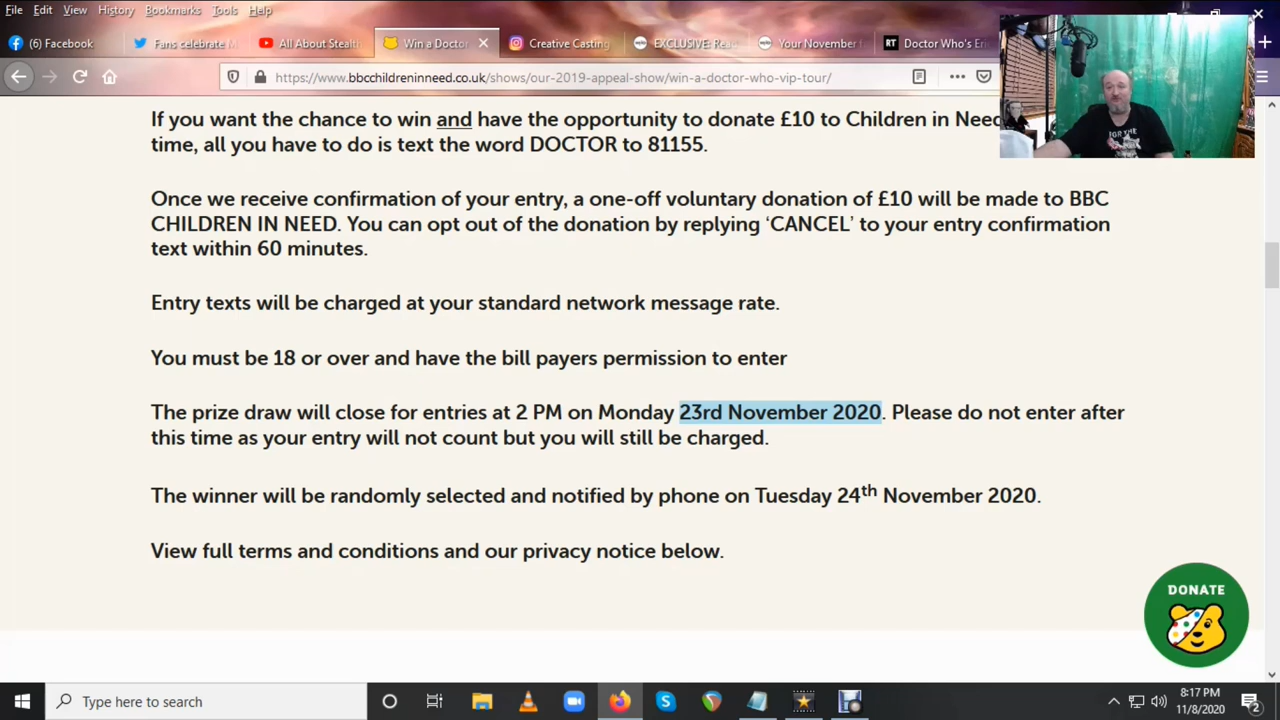 File Edit View History Bookmarks Tools Help
(6) Facebook
Fans celebrate M
All About Stealth
Win a Doctor
Creative Casting
EXCLUSIVE: Rea
Your November
Doctor Who's En
https://www.bbcchildreninneed.co.uk/shows/our-2019-appeal-show/win-a-doctor-who-vip-tour/
If you want the chance to win and have the opportunity to donate £10 to Children in Need
time, all you have to do is text the word DOCTOR to 81155.
Once we receive confirmation of your entry, a one-off voluntary donation of £10 will be made to BBC
CHILDREN IN NEED. You can opt out of the donation by replying ‘CANCEL’ to your entry confirmation
text within 60 minutes.
Entry texts will be charged at your standard network message rate.
You must be 18 or over and have the bill payers permission to enter
The prize draw will close for entries at 2 PM on Monday 23rd November 2020. Please do not enter after
this time as your entry will not count but you will still be charged.
The winner will be randomly selected and notified by phone on Tuesday 24th November 2020.
View full terms and conditions and our privacy notice below.
DONATE
Type here to search
8:17 PM
11/8/2020
2